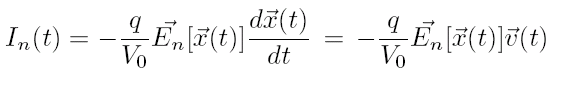 $I_n(t) = -\frac{q}{V_0} \vec{E_n}[\vec{x}(t)] \frac{d\vec{x}(t)}{dt} \, = \, -\frac{q}{V_0} \vec{E_n}[\vec{x}(t)] \vec{v}(t)$